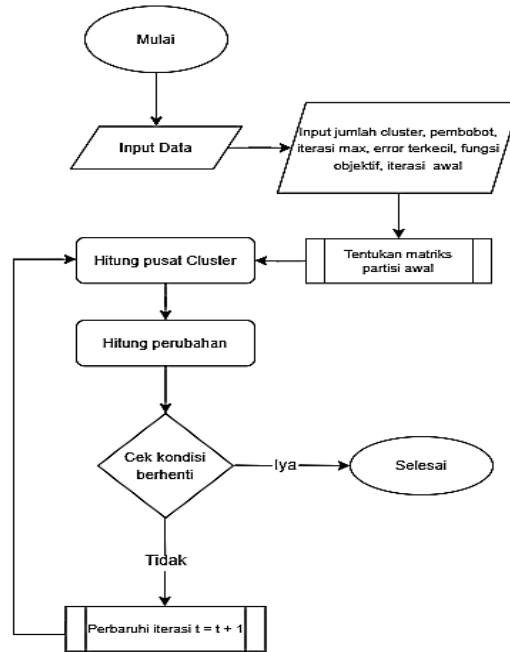 Mulai
Input Data
Input jumlah cluster, pembobot,
iterasi max, error terkecil, fungsi
objektif, iterasi awal
Tentukan matriks
partisi awal
Hitung pusat Cluster
Hitung perubahan
Cek kondisi
berhenti
Iya
Selesai
Tidak
Perbaruhi iterasi t = t + 1